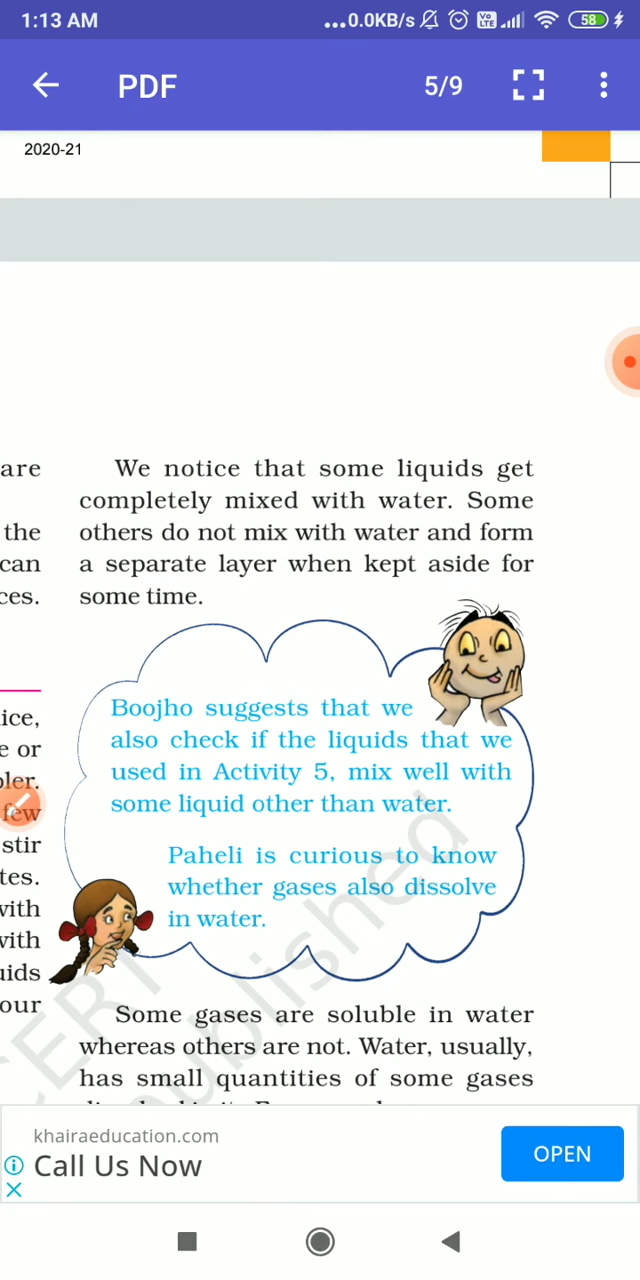 1:13 AM
...0.0KB/s
Vo LTE
58
PDF
5/9
2020-21
are
the
can
ces.
ice,
e or
oler.
few
stir
tes.
with
with
uids
our
We notice that some liquids get
completely mixed with water. Some
others do not mix with water and form
a separate layer when kept aside for
some time.
Boojho suggests that we
also check if the liquids that we
used in Activity 5, mix well with
some liquid other than water.
Paheli is curious to know
whether gases also dissolve
in water.
Some gases are soluble in water
whereas others are not. Water, usually,
has small quantities of some gases
khairaeducation.com
Call Us Now
OPEN